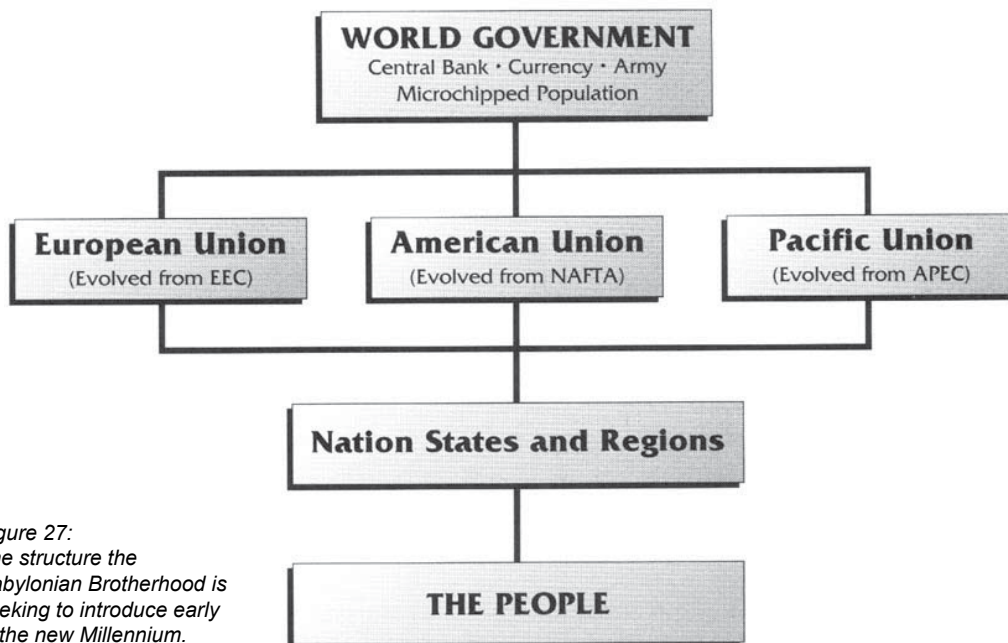 WORLD GOVERNMENT
Central Bank • Currency • Army
Microchipped Population
European Union
(Evolved from EEC)
American Union
(Evolved from NAFTA)
Pacific Union
(Evolved from APEC)
Nation States and Regions
THE PEOPLE
gure 27:
e structure the
abylonian Brotherhood is
eking to introduce early
the new Millennium.